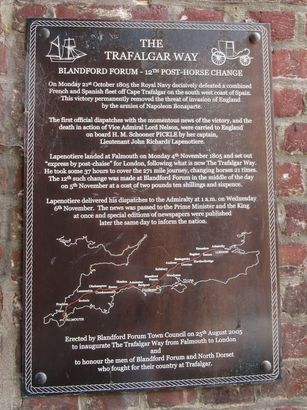 THE
TRAFALGAR WAY
BLANDFORD FORUM - 12TH POST-HORSE CHANGE
On Monday 21st October 1805 the Royal Navy decisively defeated a combined
French and Spanish fleet off Cape Trafalgar on the south west coast of Spain.
This victory permanently removed the threat of invasion of England
by the armies of Napoleon Bonaparte.
The first official dispatches with the momentous news of the victory, and the
death in action of Vice Admiral Lord Nelson, were carried to England
on board H.M. Schooner PICKLE by her captain,
Lieutenant John Richards Lapenotiere.
Lapenotiere landed at Falmouth on Monday 4th November 1805 and set out
"express by post-chaise" for London, following what is now The Trafalgar Way.
He took some 37 hours to cover the 271 mile journey, changing horses 21 times.
The 12th such change was made at Blandford Forum in the middle of the day
on 5th November at a cost of two pounds ten shillings and sixpence.
Lapenotiere delivered his dispatches to the Admiralty at 1 a.m. on Wednesday
6th November. The news was passed to the Prime Minister and the King
at once and special editions of newspapers were published
later the same day to inform the nation.
FALMOUTH
Erected by Blandford Forum Town Council on 25th August 2005
to inaugurate The Trafalgar Way from Falmouth to London
and
to honour the men of Blandford Forum and North Dorset
who fought for their country at Trafalgar.